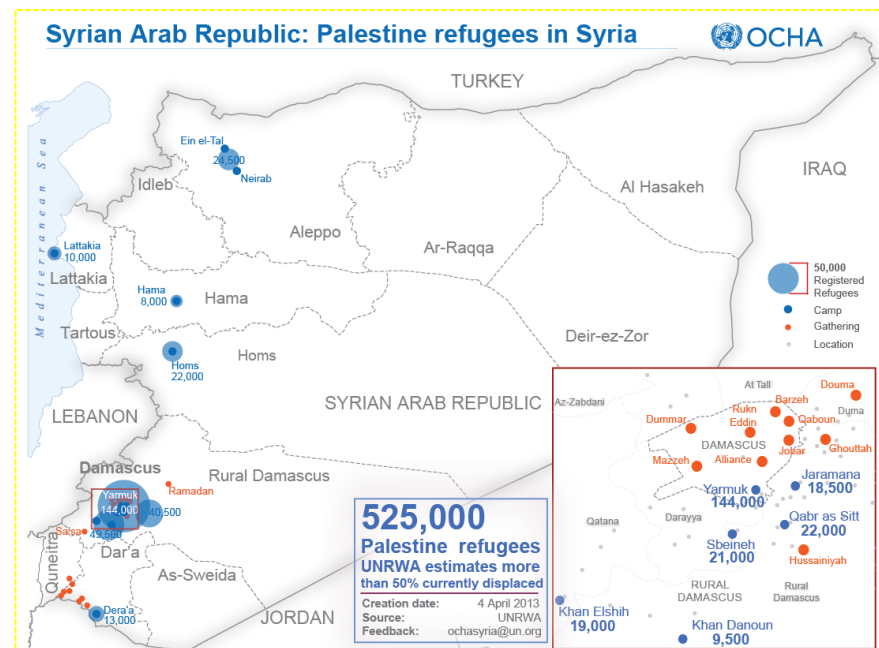 Syrian Arab Republic: Palestine refugees in Syria
OCHA
TURKEY
Mediterranean Sea
Ein el-Tal
24,500
Neirab
IRAQ
Idleb
Al Hasakeh
Aleppo
Ar-Raqqa
Lattakia
10,000
Lattakia
50,000
Registered
Refugees
Camp
Gathering
Location
Hama
8,000
Hama
Tartous
Deir-ez-Zor
Homs
Homs
22,000
SYRIAN ARAB REPUBLIC
LEBANON
Damascus
Rural Damascus
Ramadan
Yarmuk
144,000
40,500
Sa'sa
49,500
Quneitra
Dar'a
As-Sweida
Dera'a
13,000
JORDAN
525,000
Palestine refugees
UNRWA estimates more
than 50% currently displaced
Creation date: 4 April 2013
Source: UNRWA
Feedback: ochasyria@un.org
At Tall
Douma
Az-Zabdani
Barzeh
Rukn
Eddin
Duma
Dummar
Qaboun
DAMASCUS
Jobar
Ghouttah
Mazzeh
Alliance
Jaramana
18,500
Yarmuk
144,000
Qabr as Sitt
22,000
Qatana
Darayya
Sbeineh
21,000
Hussainiyah
RURAL
DAMASCUS
Rural
Damascus
Khan Elshih
19,000
Khan Danoun
9,500